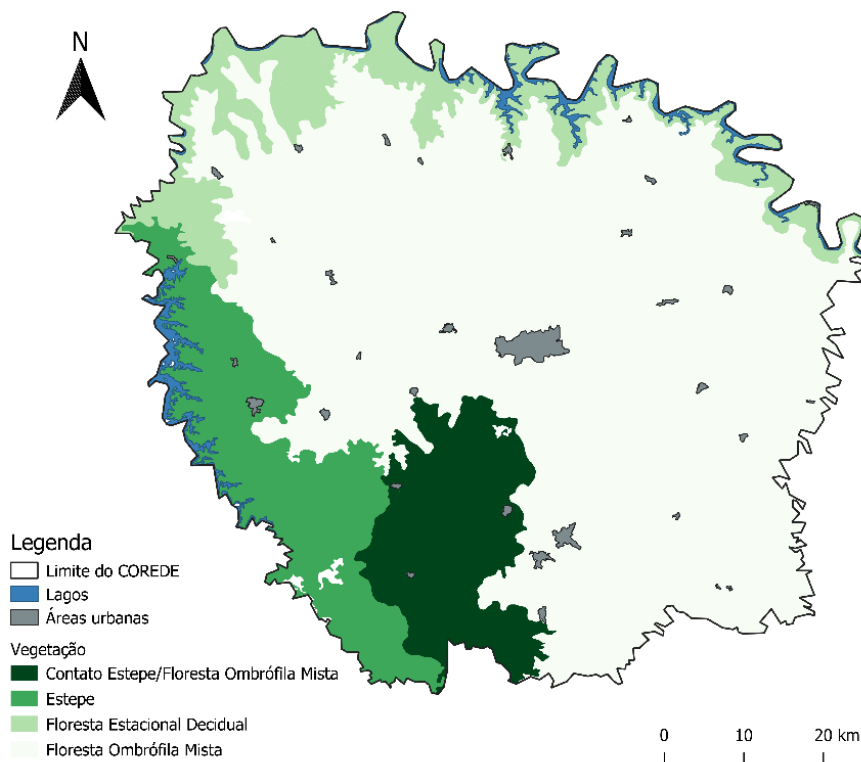 N
Legenda
Limite do COREDE
Lagos
Áreas urbanas
Vegetação
Contato Estepe/Floresta Ombrófila Mista
Estepe
Floresta Estacional Decidual
Floresta Ombrófila Mista
0 10 20 km